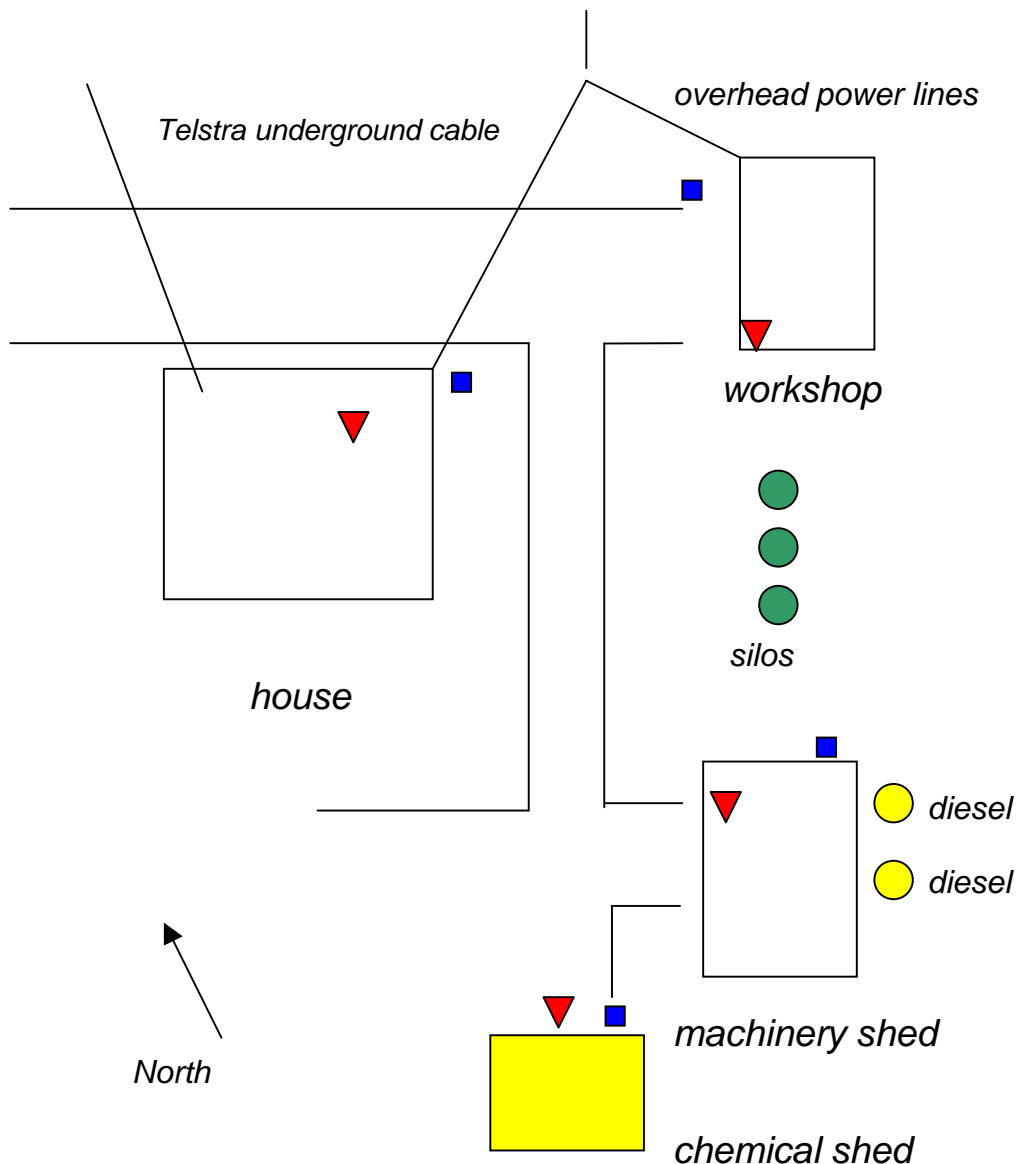 overhead power lines
Telstra underground cable
workshop
silos
house
diesel
diesel
machinery shed
North
chemical shed